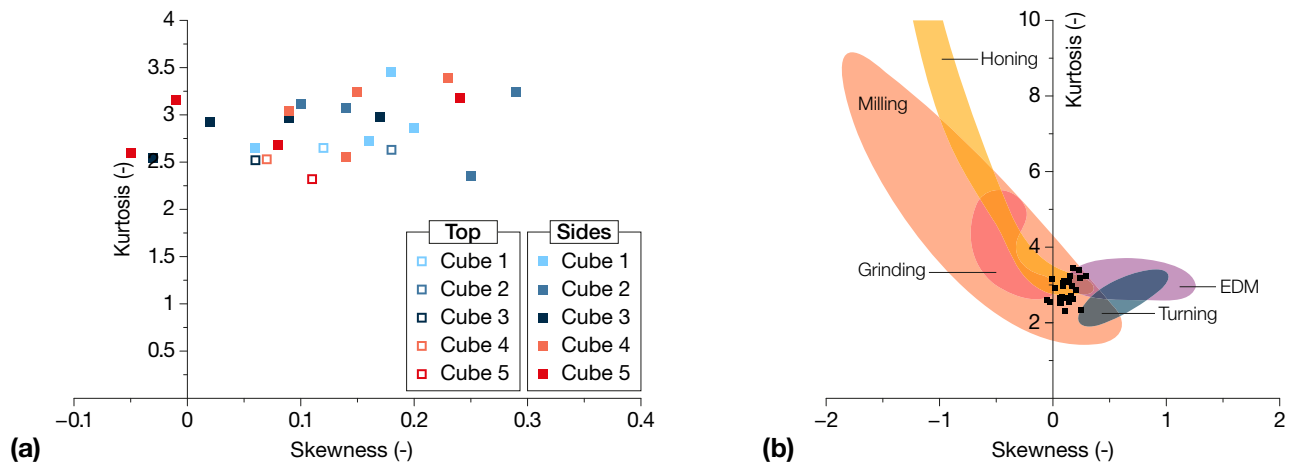 4
3.5
3
2.5
2
1.5
1
0.5
Kurtosis (-)
−0.1
0
0.1
0.2
0.3
0.4
Skewness (-)
Top
Cube 1
Cube 2
Cube 3
Cube 4
Cube 5
Sides
Cube 1
Cube 2
Cube 3
Cube 4
Cube 5
(a)
10
8
6
4
2
Kurtosis (-)
Honing
Milling
Grinding
EDM
Turning
−2
−1
0
1
2
Skewness (-)
(b)